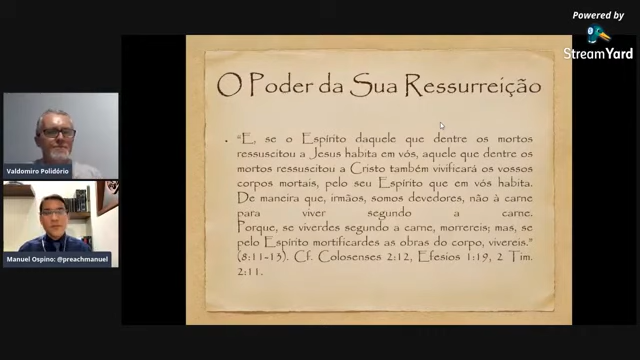 Powered by
StreamYard
O Poder da Sua Ressurreição
• "E, se o Espírito daquele que dentre os mortos
ressuscitou a Jesus habita em vós, aquele que dentre os
mortos ressuscitou a Cristo também vivificará os vossos
corpos mortais, pelo seu Espírito que em vós habita.
De maneira que, irmãos, somos devedores, não à carne
para viver segundo a carne.
Porque, se viverdes segundo a carne, morrereis; mas, se
pelo Espírito mortificardes as obras do corpo, vivereis."
(8:11-13). Cf. Colosenses 2:12, Efesios 1:19, 2 Tim.
2:11.
Valdomiro Polidório
Manuel Ospino: @preachmanuel